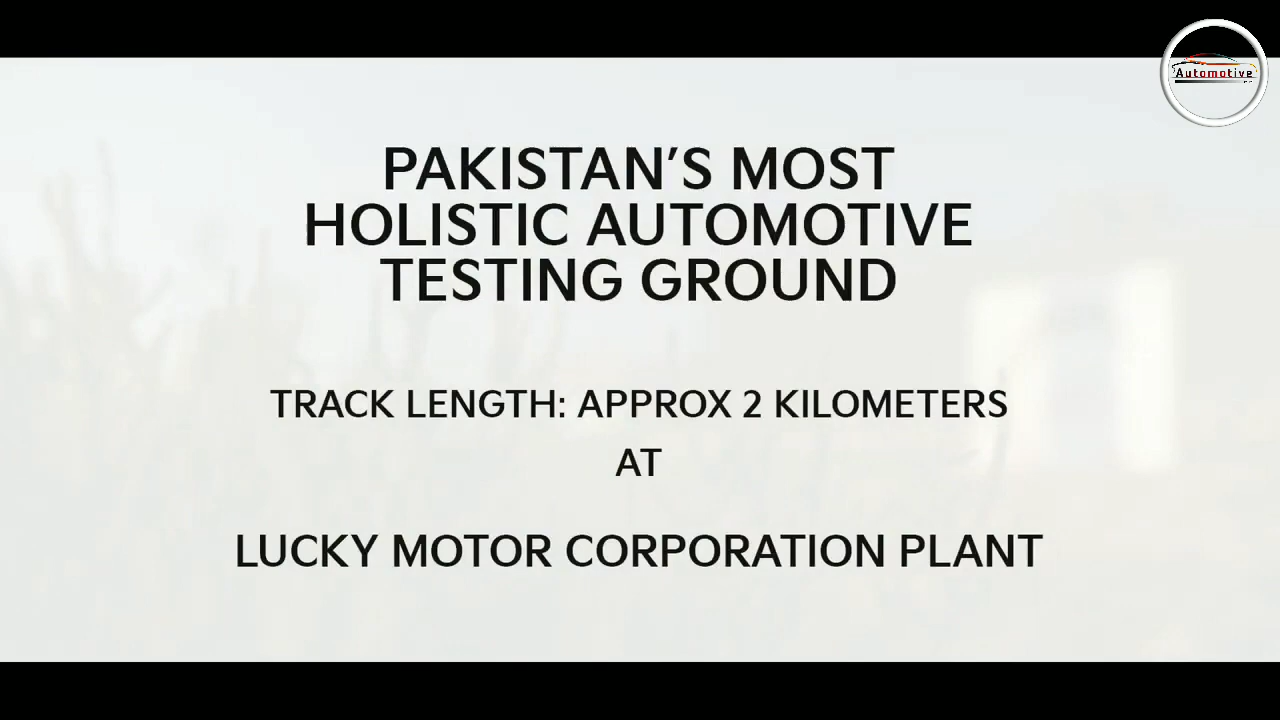 Automotive
PAKISTAN'S MOST
HOLISTIC AUTOMOTIVE
TESTING GROUND
TRACK LENGTH: APPROX 2 KILOMETERS
AT
LUCKY MOTOR CORPORATION PLANT